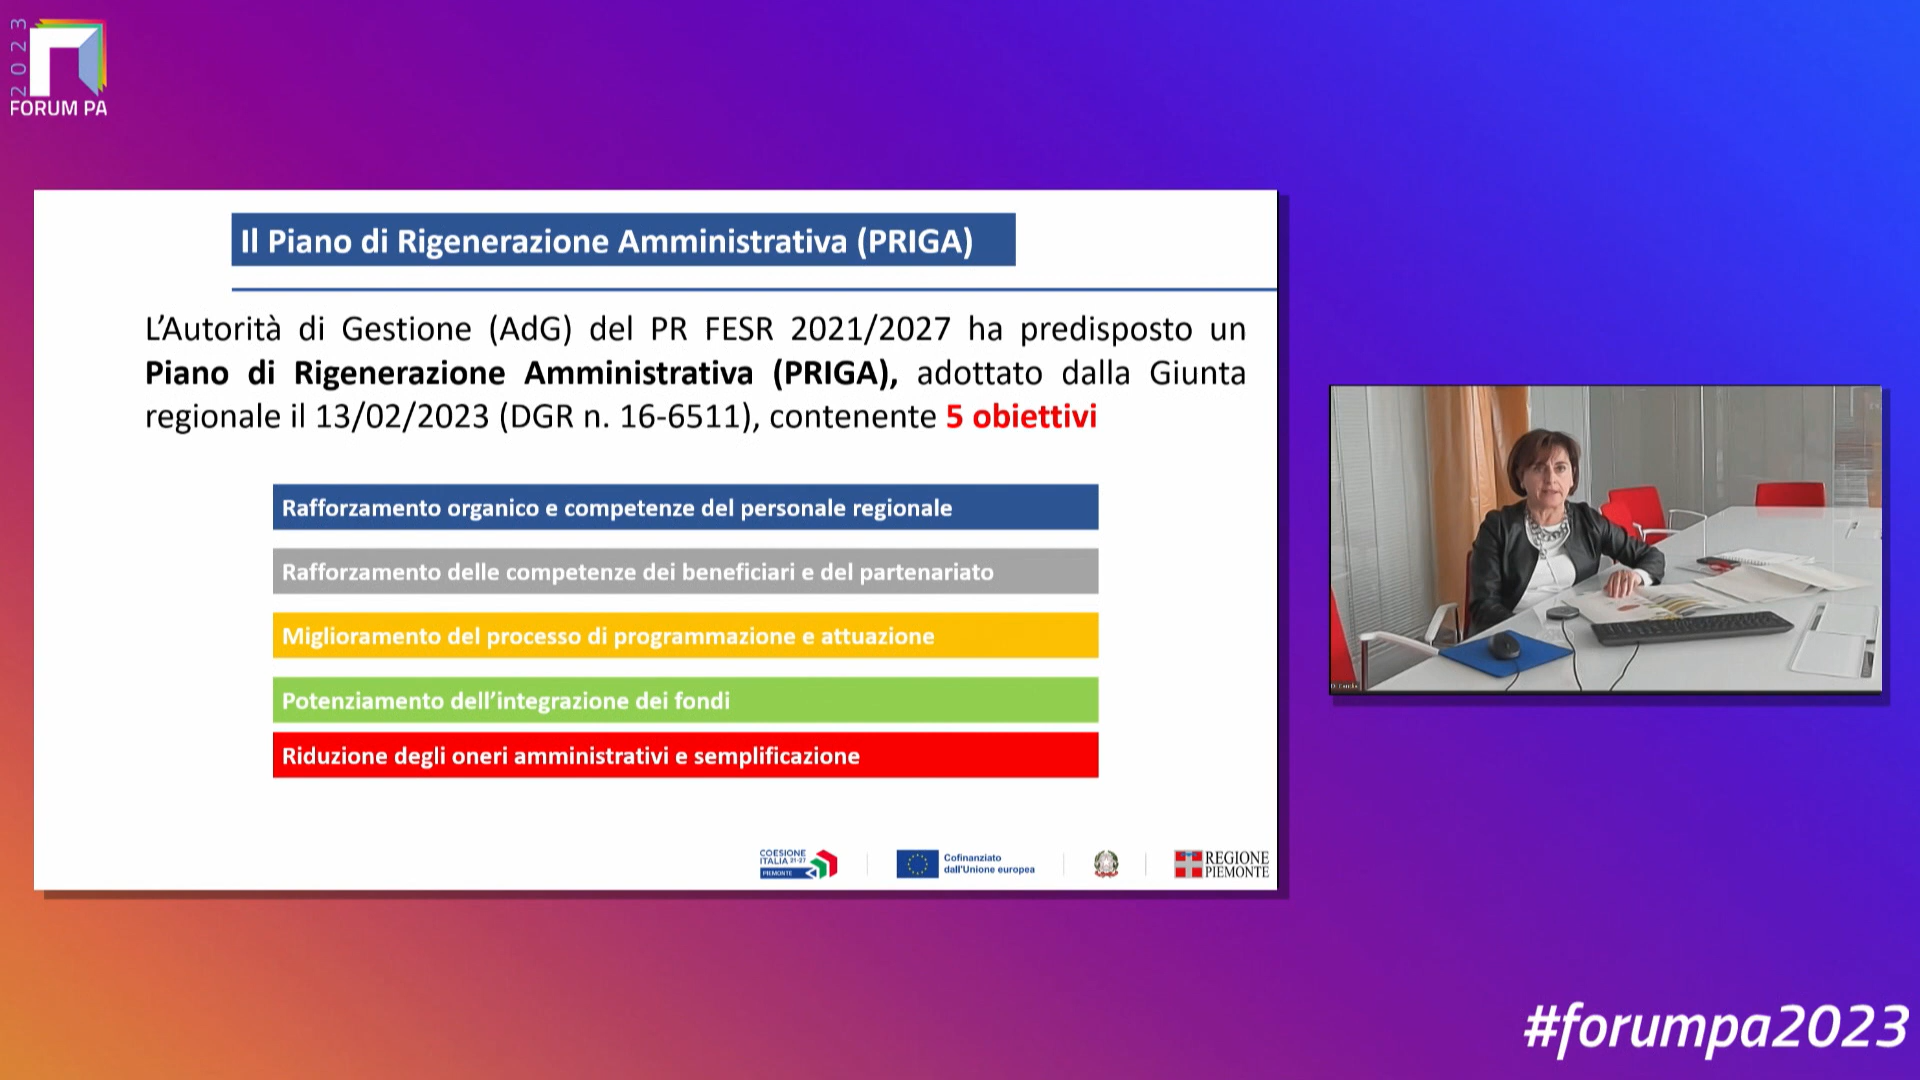 2023
FORUM PA
Il Piano di Rigenerazione Amministrativa (PRIGA)
L'Autorità di Gestione (AdG) del PR FESR 2021/2027 ha predisposto un
Piano di Rigenerazione Amministrativa (PRIGA), adottato dalla Giunta
regionale il 13/02/2023 (DGR n. 16-6511), contenente 5 obiettivi
Rafforzamento organico e competenze del personale regionale
Rafforzamento delle competenze dei beneficiari e del partenariato
Miglioramento del processo di programmazione e attuazione
Potenziamento dell'integrazione dei fondi
Riduzione degli oneri amministrativi e semplificazione
COESIONE
ITALIA 21-27
PIEMONTE
Cofinanziato
dall'Unione europea
REGIONE
PIEMONTE
#forumpa2023